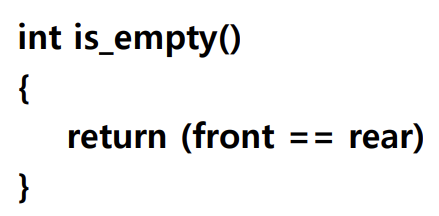 int is_empty()
{
return (front == rear)
}